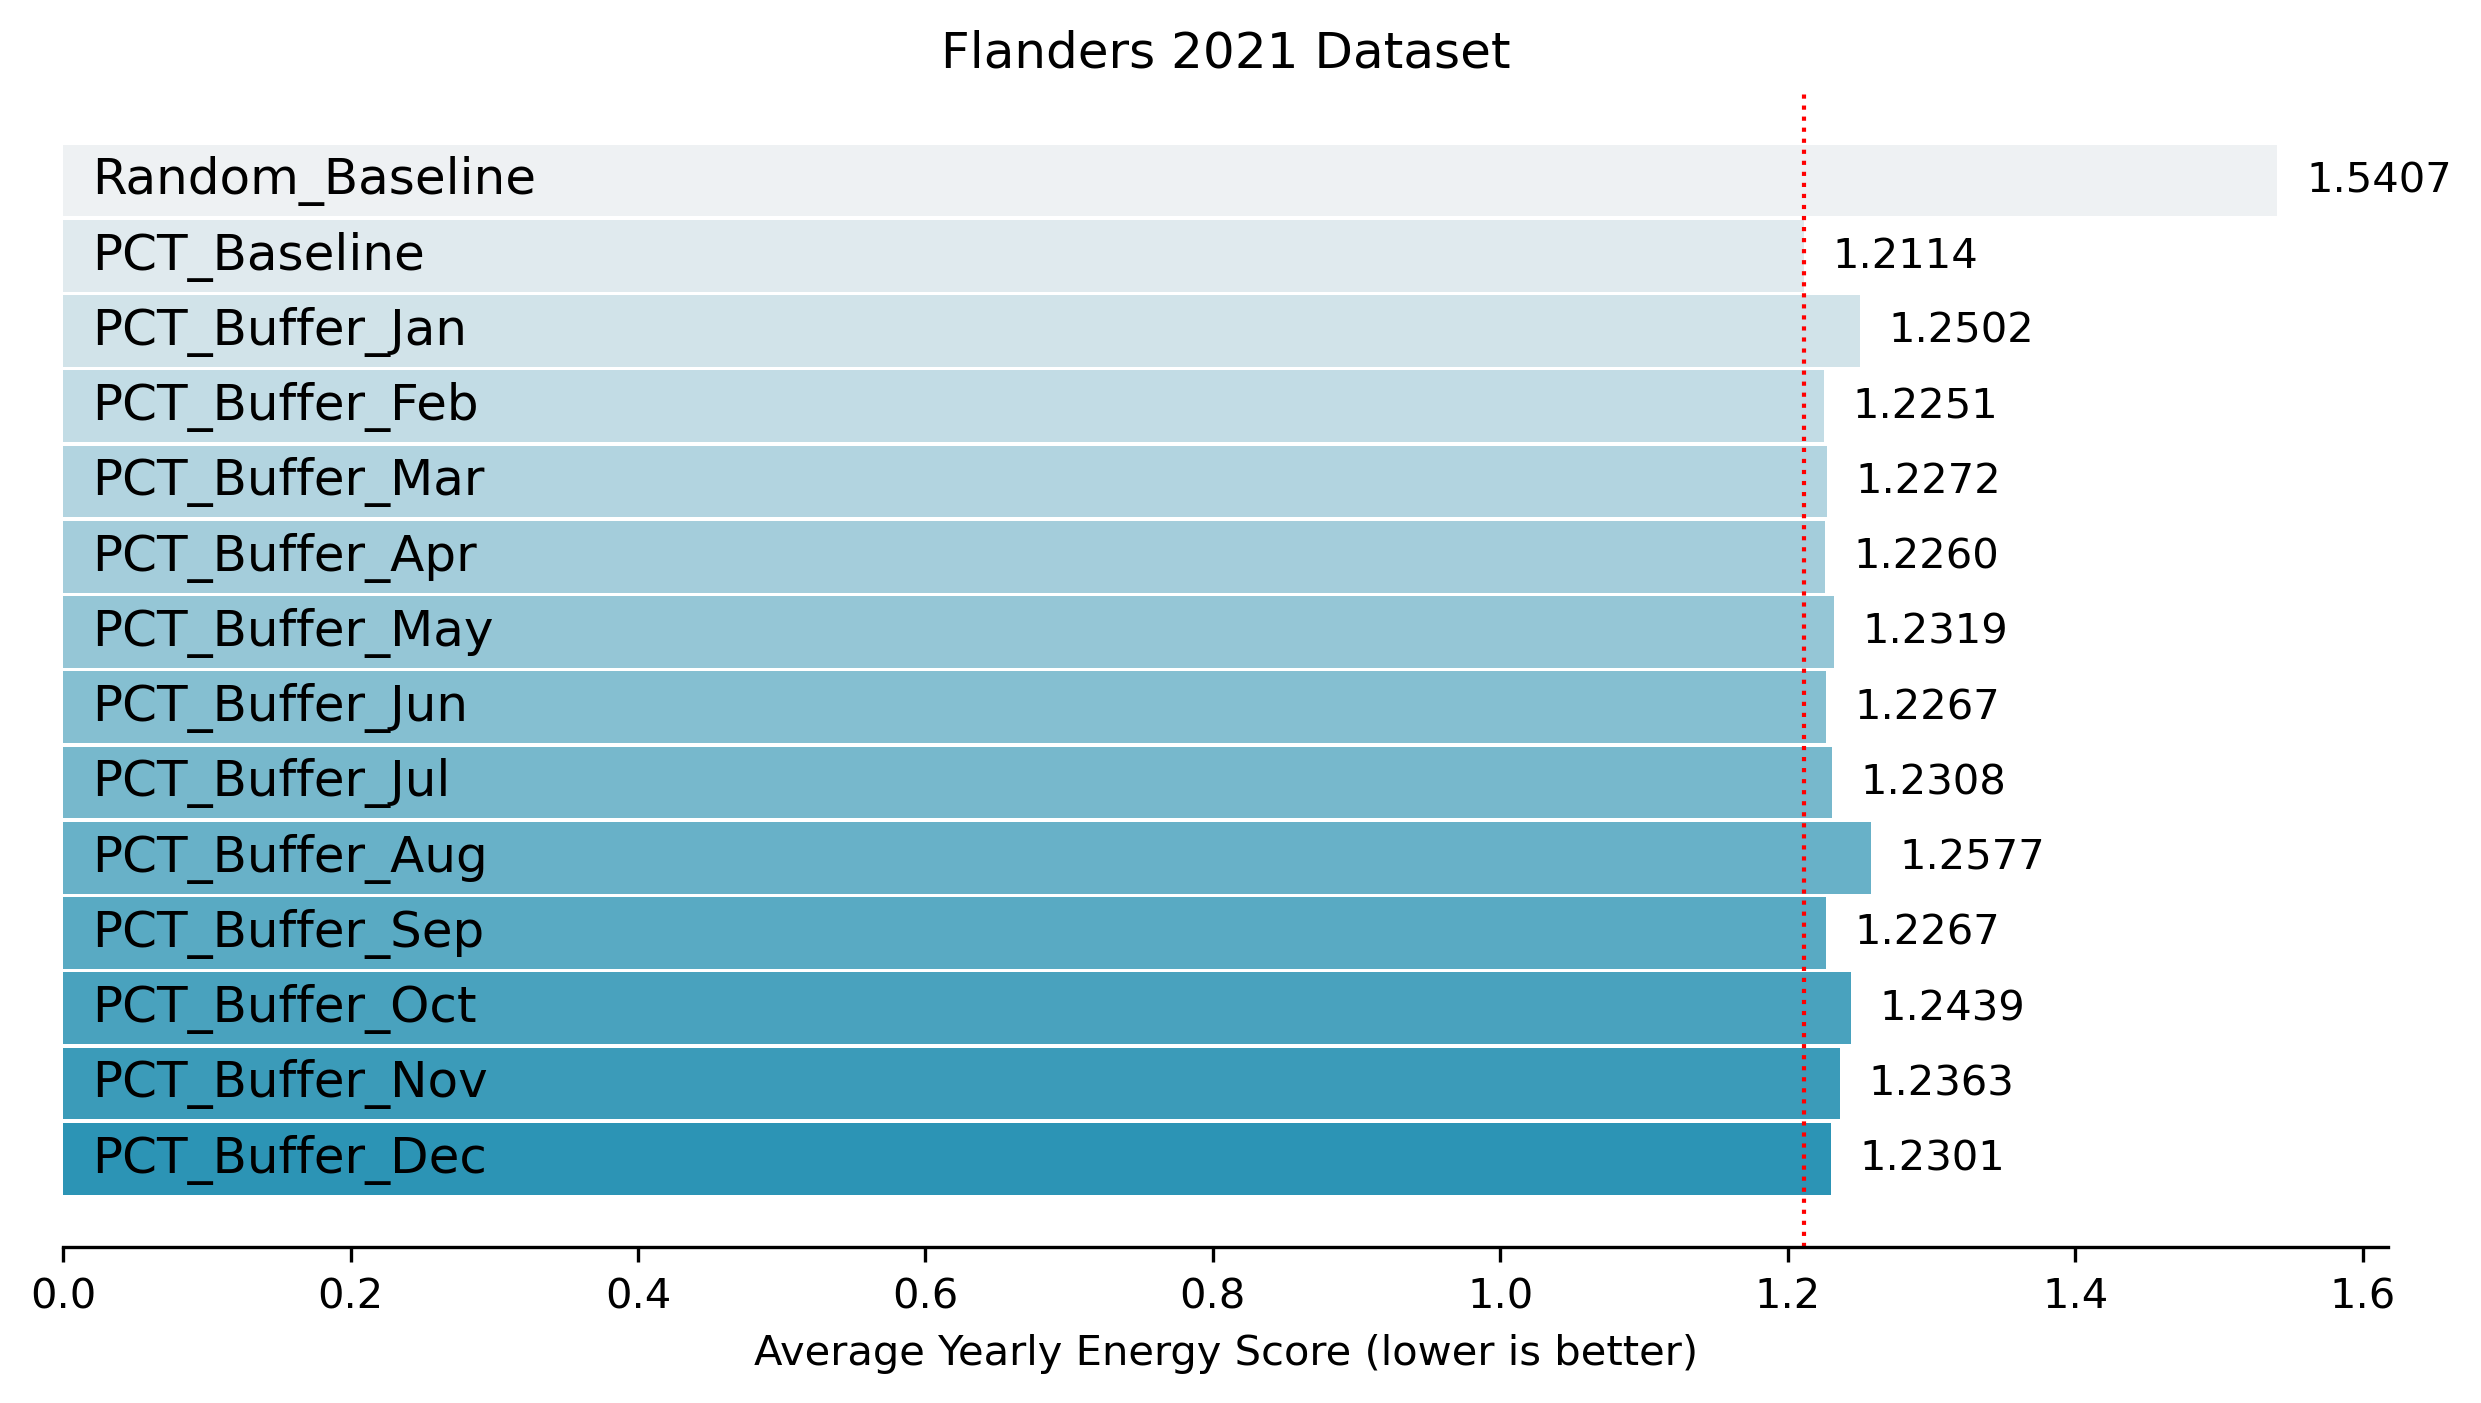 Flanders 2021 Dataset
Random_Baseline 1.5407
PCT_Baseline 1.2114
PCT_Buffer_Jan 1.2502
PCT_Buffer_Feb 1.2251
PCT_Buffer_Mar 1.2272
PCT_Buffer_Apr 1.2260
PCT_Buffer_May 1.2319
PCT_Buffer_Jun 1.2267
PCT_Buffer_Jul 1.2308
PCT_Buffer_Aug 1.2577
PCT_Buffer_Sep 1.2267
PCT_Buffer_Oct 1.2439
PCT_Buffer_Nov 1.2363
PCT_Buffer_Dec 1.2301
0.0 0.2 0.4 0.6 0.8 1.0 1.2 1.4 1.6
Average Yearly Energy Score (lower is better)